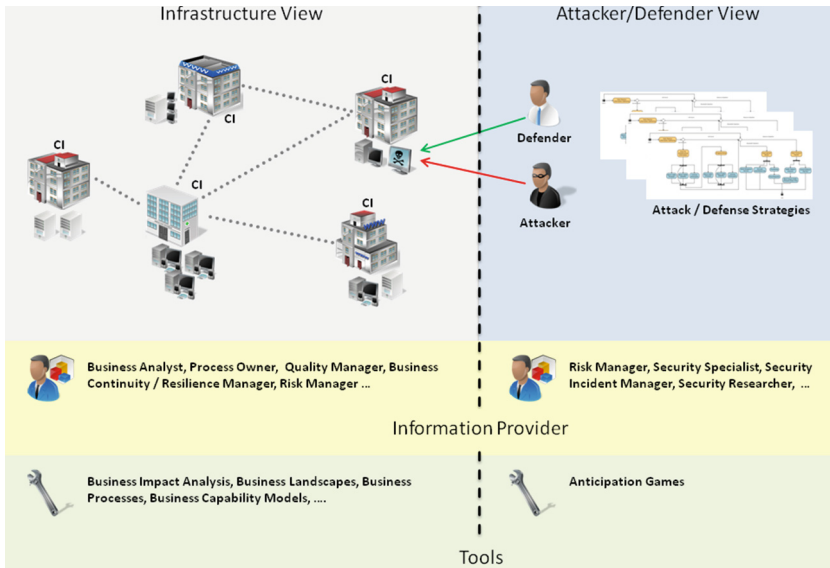 Infrastructure View
Attacker/Defender View
CI
CI
CI
CI
CI
Defender
Attacker
Attack / Defense Strategies
Business Analyst, Process Owner, Quality Manager, Business
Continuity / Resilience Manager, Risk Manager ...
Risk Manager, Security Specialist, Security
Incident Manager, Security Researcher, ...
Information Provider
Business Impact Analysis, Business Landscapes, Business
Processes, Business Capability Models, ....
Anticipation Games
Tools